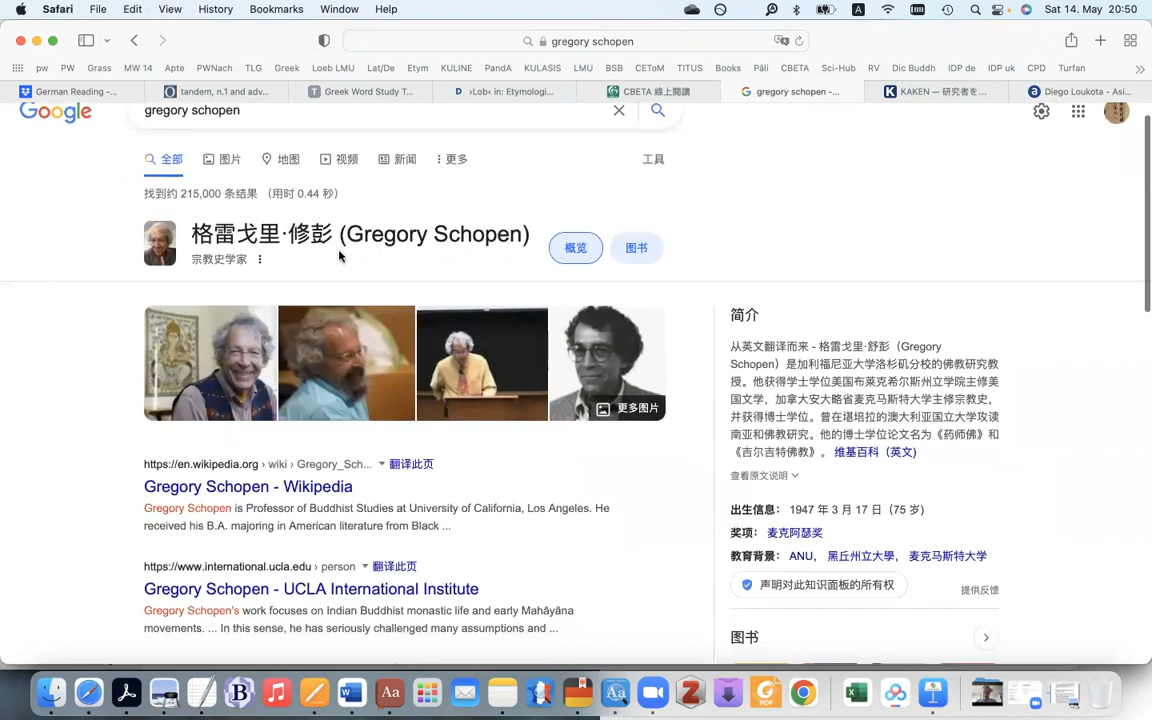 Safari File Edit View History Bookmarks Window Help A Sat 14. May 20:50
gregory schopen
pw PW Grass MW 14 Apte PWNach TLG Greek Loeb LMU Lat/De Etym KULINE PandA KULASIS LMU BSB CEToM TITUS Books Pāli CBETA Sci-Hub RV Dic Buddh IDP de IDP uk CPD Turfan
German Reading -... tandem, n.1 and adv... T Greek Word Study T... D ›Lob‹ in: Etymologi... CBETA 線上閱讀 G gregory schopen -... K KAKEN — 研究者を... a Diego Loukota - Asi...
Google gregory schopen
全部 图片 地图 视频 新闻 更多 工具
找到约 215,000 条结果 （用时 0.44 秒）
格雷戈里·修彭 (Gregory Schopen)
宗教史学家
概览 图书
更多图片
https://en.wikipedia.org › wiki › Gregory_Sch... 翻译此页
Gregory Schopen - Wikipedia
Gregory Schopen is Professor of Buddhist Studies at University of California, Los Angeles. He
received his B.A. majoring in American literature from Black ...
https://www.international.ucla.edu › person 翻译此页
Gregory Schopen - UCLA International Institute
Gregory Schopen's work focuses on Indian Buddhist monastic life and early Mahāyāna
movements. ... In this sense, he has seriously challenged many assumptions and ...
简介
从英文翻译而来 - 格雷戈里·舒彭（Gregory
Schopen）是加利福尼亚大学洛杉矶分校的佛教研究教
授。他获得学士学位美国布莱克希尔斯州立学院主修美
国文学，加拿大安大略省麦克马斯特大学主修宗教史，
并获得博士学位。曾在堪培拉的澳大利亚国立大学攻读
南亚和佛教研究。他的博士学位论文名为《药师佛》和
《吉尔吉特佛教》。 维基百科（英文）
查看原文说明
出生信息： 1947 年 3 月 17 日（75 岁）
奖项： 麦克阿瑟奖
教育背景： ANU， 黑丘州立大學， 麦克马斯特大学
声明对此知识面板的所有权
提供反馈
图书
B W Aa Aa Z G PDF X